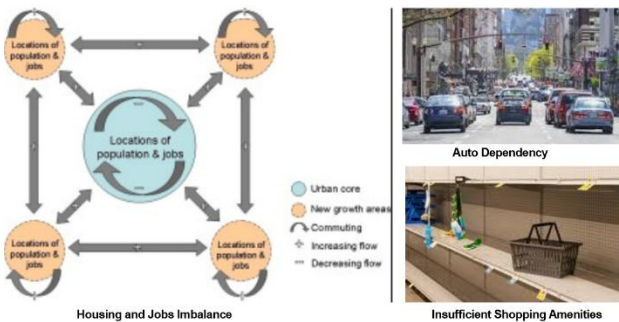 Locations of
population &
jobs
Locations of
population &
jobs
Locations of
population & jobs
Locations of
population &
jobs
Locations of
population &
jobs
Urban core
New growth areas
Commuting
Increasing flow
Decreasing flow
Housing and Jobs Imbalance
Auto Dependency
Insufficient Shopping Amenities